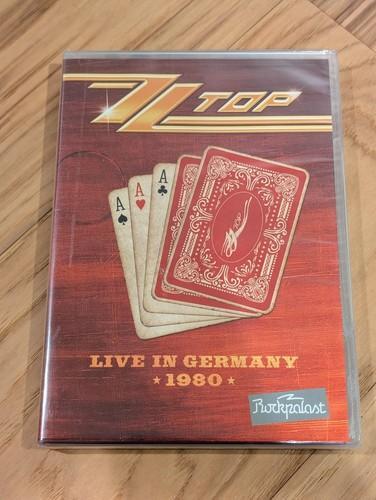 ZZ TOP
A
A
A
LIVE IN GERMANY
★ 1980 ★
Rockpalast